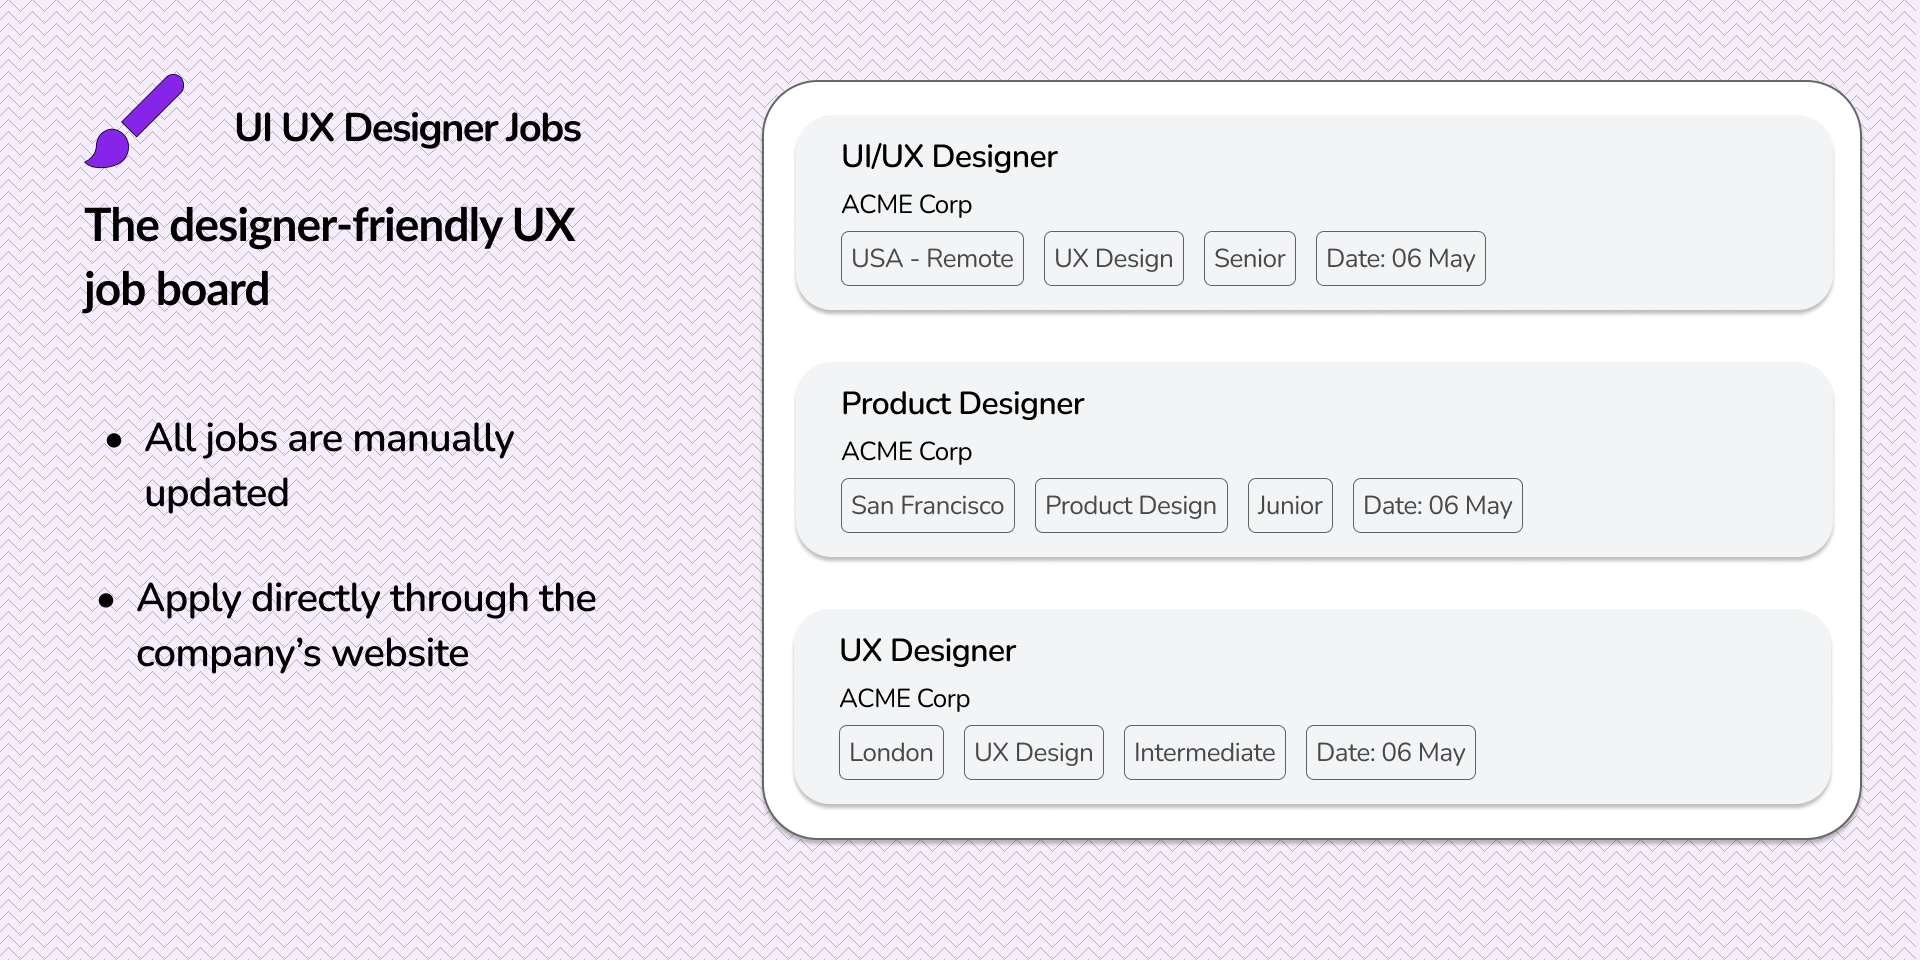 UI UX Designer Jobs
The designer-friendly UX
job board
• All jobs are manually
updated
• Apply directly through the
company’s website
UI/UX Designer
ACME Corp
USA - Remote UX Design Senior Date: 06 May
Product Designer
ACME Corp
San Francisco Product Design Junior Date: 06 May
UX Designer
ACME Corp
London UX Design Intermediate Date: 06 May